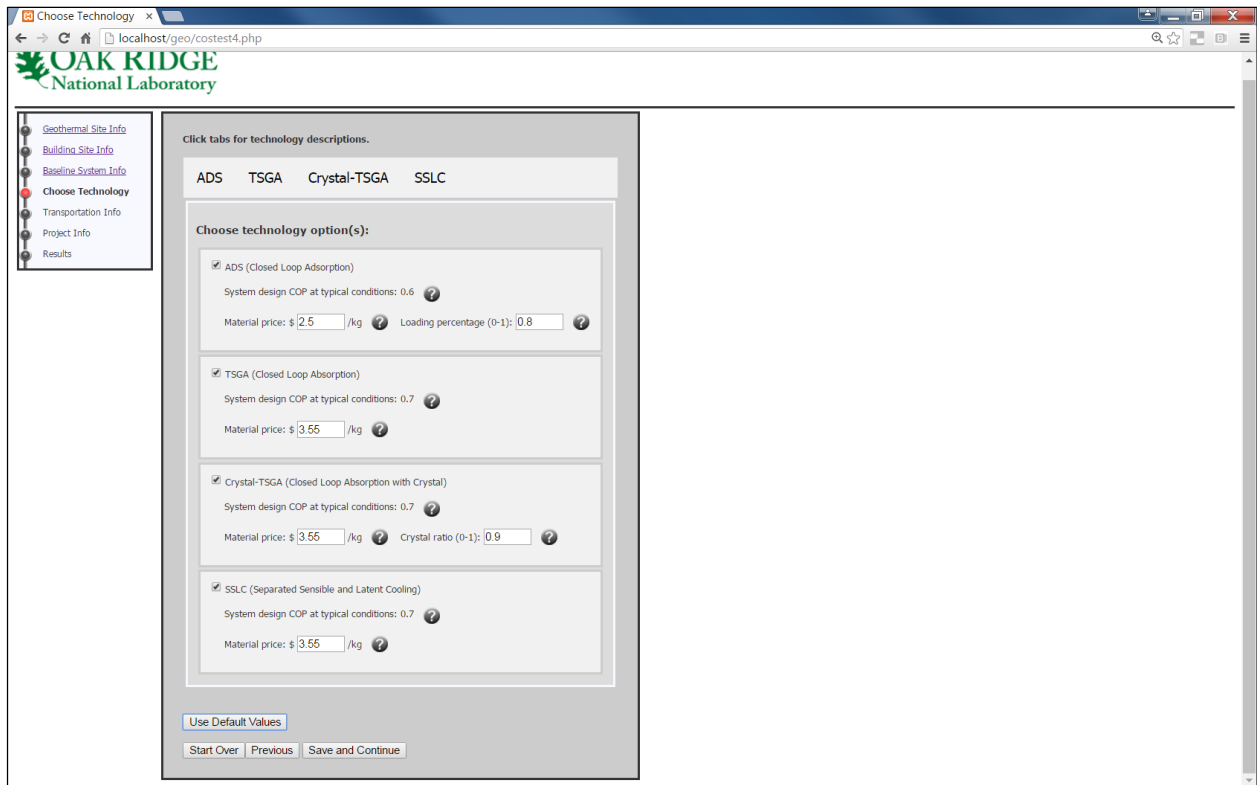 Choose Technology
localhost/geo/costest4.php
OAK RIDGE
National Laboratory
Geothermal Site Info
Building Site Info
Baseline System Info
Choose Technology
Transportation Info
Project Info
Results
Click tabs for technology descriptions.
ADS TSGA Crystal-TSGA SSLC
Choose technology option(s):
ADS (Closed Loop Adsorption)
System design COP at typical conditions: 0.6 ?
Material price: $ 2.5 /kg ? Loading percentage (0-1): 0.8 ?
TSGA (Closed Loop Absorption)
System design COP at typical conditions: 0.7 ?
Material price: $ 3.55 /kg ?
Crystal-TSGA (Closed Loop Absorption with Crystal)
System design COP at typical conditions: 0.7 ?
Material price: $ 3.55 /kg ? Crystal ratio (0-1): 0.9 ?
SSLC (Separated Sensible and Latent Cooling)
System design COP at typical conditions: 0.7 ?
Material price: $ 3.55 /kg ?
Use Default Values
Start Over Previous Save and Continue